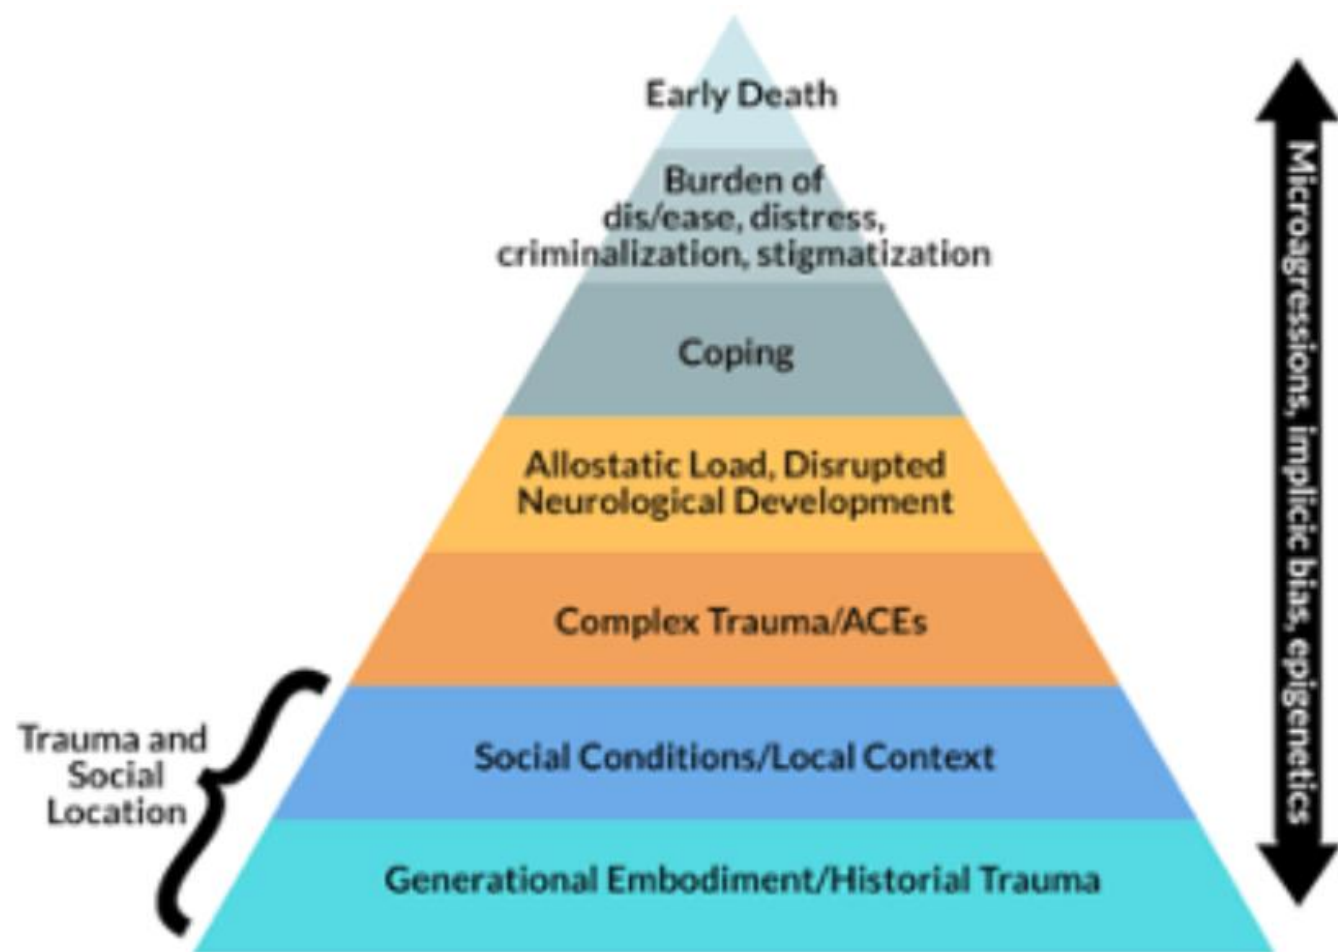 Early Death
Burden of
dis/ease, distress,
criminalization, stigmatization
Coping
Allostatic Load, Disrupted
Neurological Development
Complex Trauma/ACEs
Trauma and
Social
Location
Social Conditions/Local Context
Generational Embodiment/Historial Trauma
Microagressions, implicic bias, epigenetics